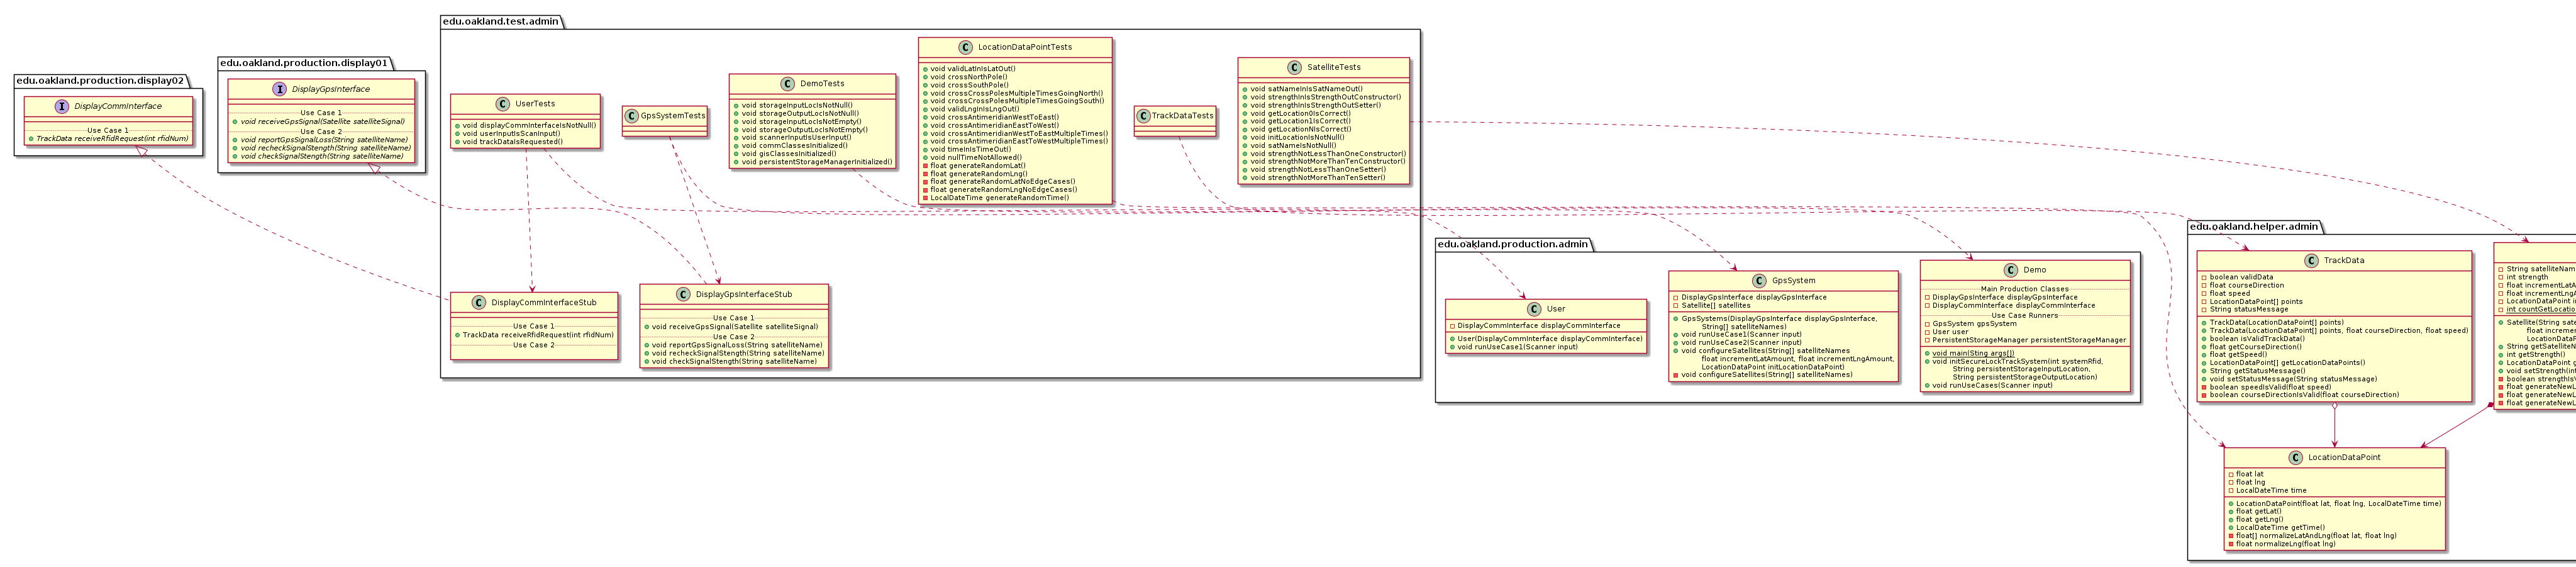 edu.oakland.production.display02
I DisplayCommInterface
Use Case 1
TrackData receiveRfidRequest(int rfidNum)
edu.oakland.production.display01
I DisplayGpsInterface
Use Case 1
void receiveGpsSignal(Satellite satelliteSignal)
Use Case 2
void reportGpsSignalLoss(String satelliteName)
void recheckSignalStength(String satelliteName)
void checkSignalStength(String satelliteName)
edu.oakland.test.admin
C UserTests
void displayCommInterfaceIsNotNull()
void userInputIsScanInput()
void trackDataIsRequested()
C GpsSystemTests
C DemoTests
void storageInputLocIsNotNull()
void storageOutputLocIsNotNull()
void storageInputLocIsNotEmpty()
void storageOutputLocIsNotEmpty()
void scannerInputIsUserInput()
void commClassesInitialized()
void gisClassesInitialized()
void persistentStorageManagerInitialized()
C LocationDataPointTests
void validLatInIsLatOut()
void crossNorthPole()
void crossSouthPole()
void crossCrossPolesMultipleTimesGoingNorth()
void crossCrossPolesMultipleTimesGoingSouth()
void validLngInIsLngOut()
void crossAntimeridianWestToEast()
void crossAntimeridianEastToWest()
void crossAntimeridianWestToEastMultipleTimes()
void crossAntimeridianEastToWestMultipleTimes()
void timeInIsTimeOut()
void nullTimeNotAllowed()
float generateRandomLat()
float generateRandomLng()
float generateRandomLatNoEdgeCases()
float generateRandomLngNoEdgeCases()
LocalDateTime generateRandomTime()
C TrackDataTests
C SatelliteTests
void satNameInIsSatNameOut()
void strengthInIsStrengthOutConstructor()
void strengthInIsStrengthOutSetter()
void getLocation0IsCorrect()
void getLocation1IsCorrect()
void getLocationNIsCorrect()
void initLocationIsNotNull()
void satNameIsNotNull()
void strengthNotLessThanOneConstructor()
void strengthNotMoreThanTenConstructor()
void strengthNotLessThanOneSetter()
void strengthNotMoreThanTenSetter()
C DisplayCommInterfaceStub
Use Case 1
TrackData receiveRfidRequest(int rfidNum)
Use Case 2
C DisplayGpsInterfaceStub
Use Case 1
void receiveGpsSignal(Satellite satelliteSignal)
Use Case 2
void reportGpsSignalLoss(String satelliteName)
void recheckSignalStength(String satelliteName)
void checkSignalStength(String satelliteName)
edu.oakland.production.admin
C User
DisplayCommInterface displayCommInterface
User(DisplayCommInterface displayCommInterface)
void runUseCase1(Scanner input)
C GpsSystem
DisplayGpsInterface displayGpsInterface
Satellite[] satellites
GpsSystems(DisplayGpsInterface displayGpsInterface,
String[] satelliteNames)
void runUseCase1(Scanner input)
void runUseCase2(Scanner input)
void configureSatellites(String[] satelliteNames
float incrementLatAmount, float incrementLngAmount,
LocationDataPoint initLocationDataPoint)
void configureSatellites(String[] satelliteNames)
C Demo
Main Production Classes
DisplayGpsInterface displayGpsInterface
DisplayCommInterface displayCommInterface
Use Case Runners
GpsSystem gpsSystem
User user
PersistentStorageManager persistentStorageManager
void main(String args[])
void initSecureLockTrackSystem(int systemRfid,
String persistentStorageInputLocation,
String persistentStorageOutputLocation)
void runUseCases(Scanner input)
edu.oakland.helper.admin
C TrackData
boolean validData
float courseDirection
float speed
LocationDataPoint[] points
String statusMessage
TrackData(LocationDataPoint[] points)
TrackData(LocationDataPoint[] points, float courseDirection, float speed)
boolean isValidTrackData()
float getCourseDirection()
float getSpeed()
LocationDataPoint[] getLocationDataPoints()
String getStatusMessage()
void setStatusMessage(String statusMessage)
boolean speedIsValid(float speed)
boolean courseDirectionIsValid(float courseDirection)
String satelliteNam
int strength
float incrementLatA
float incrementLngA
LocationDataPoint in
int countGetLocatio
Satellite(String sate
float increme
LocationDataP
String getSatelliteN
int getStrength()
LocationDataPoint g
void setStrength(int
boolean strengthIsV
float generateNewL
float generateNewL
float generateNewL
C LocationDataPoint
float lat
float lng
LocalDateTime time
LocationDataPoint(float lat, float lng, LocalDateTime time)
float getLat()
float getLng()
LocalDateTime getTime()
float[] normalizeLatAndLng(float lat, float lng)
float normalizeLng(float lng)